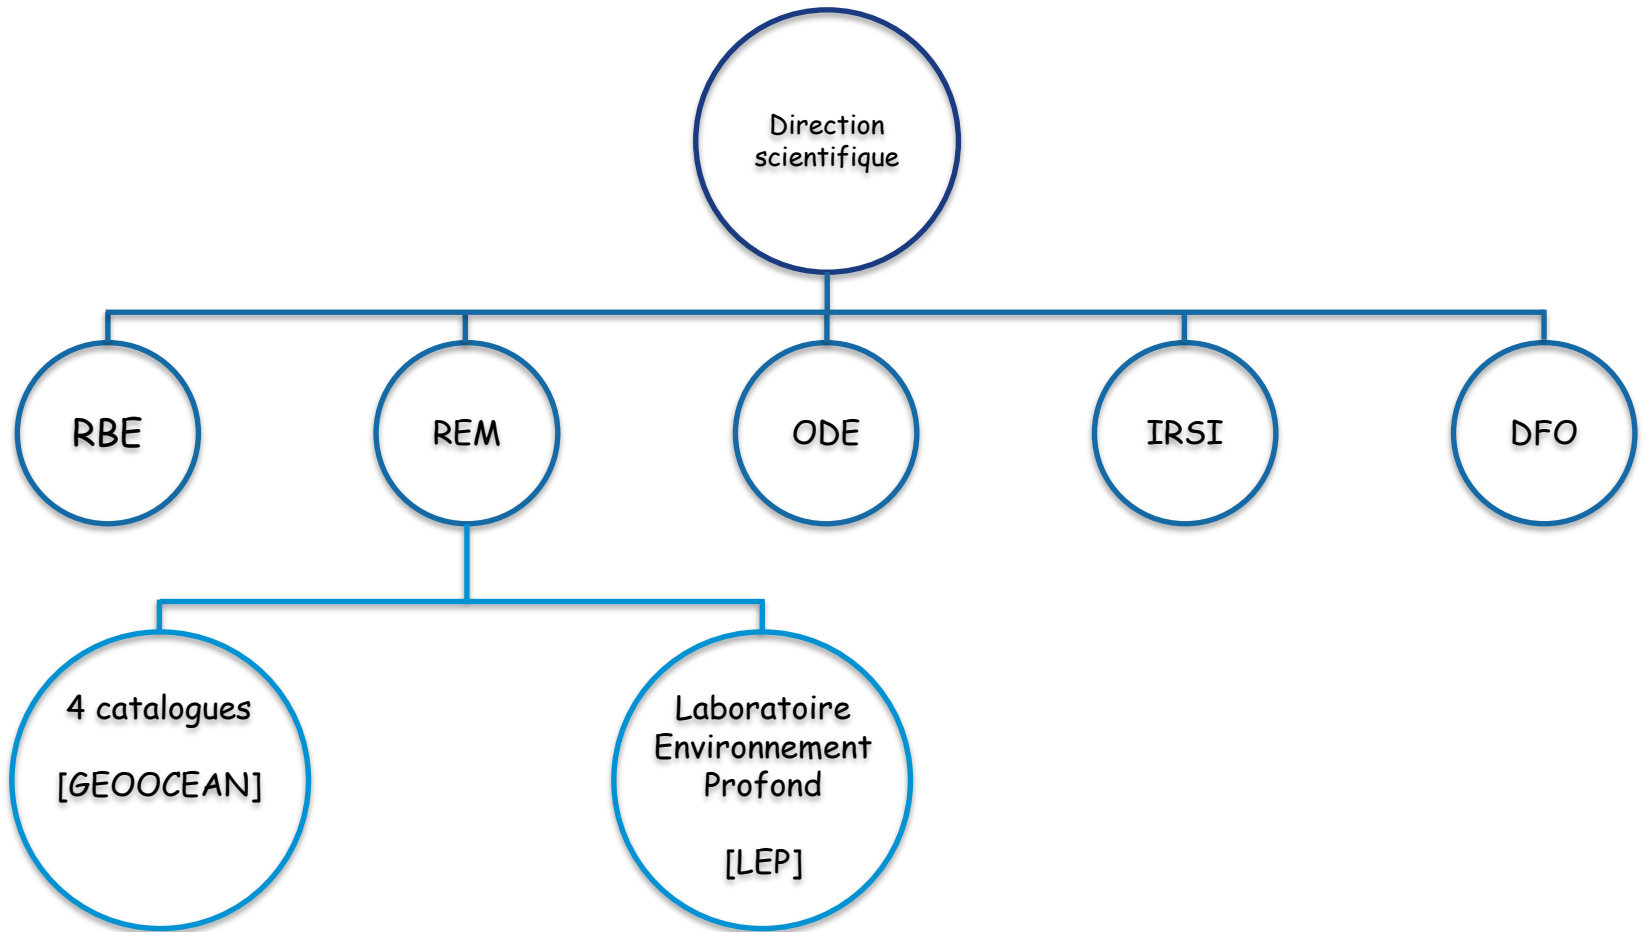 Direction
scientifique
RBE
REM
ODE
IRSI
DFO
4 catalogues
[GEOOCEAN]
Laboratoire
Environnement
Profond
[LEP]